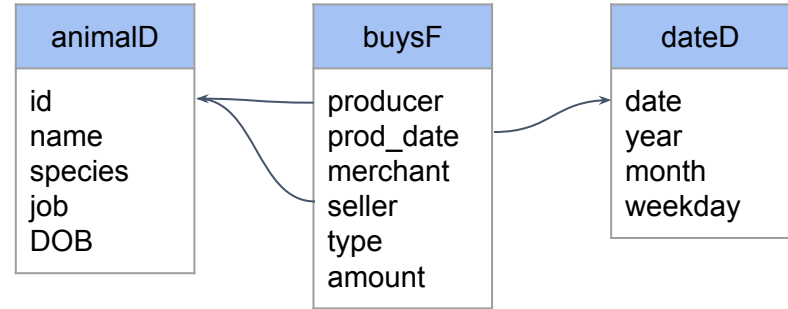 animalD
id
name
species
job
DOB
buysF
producer
prod_date
merchant
seller
type
amount
dateD
date
year
month
weekday